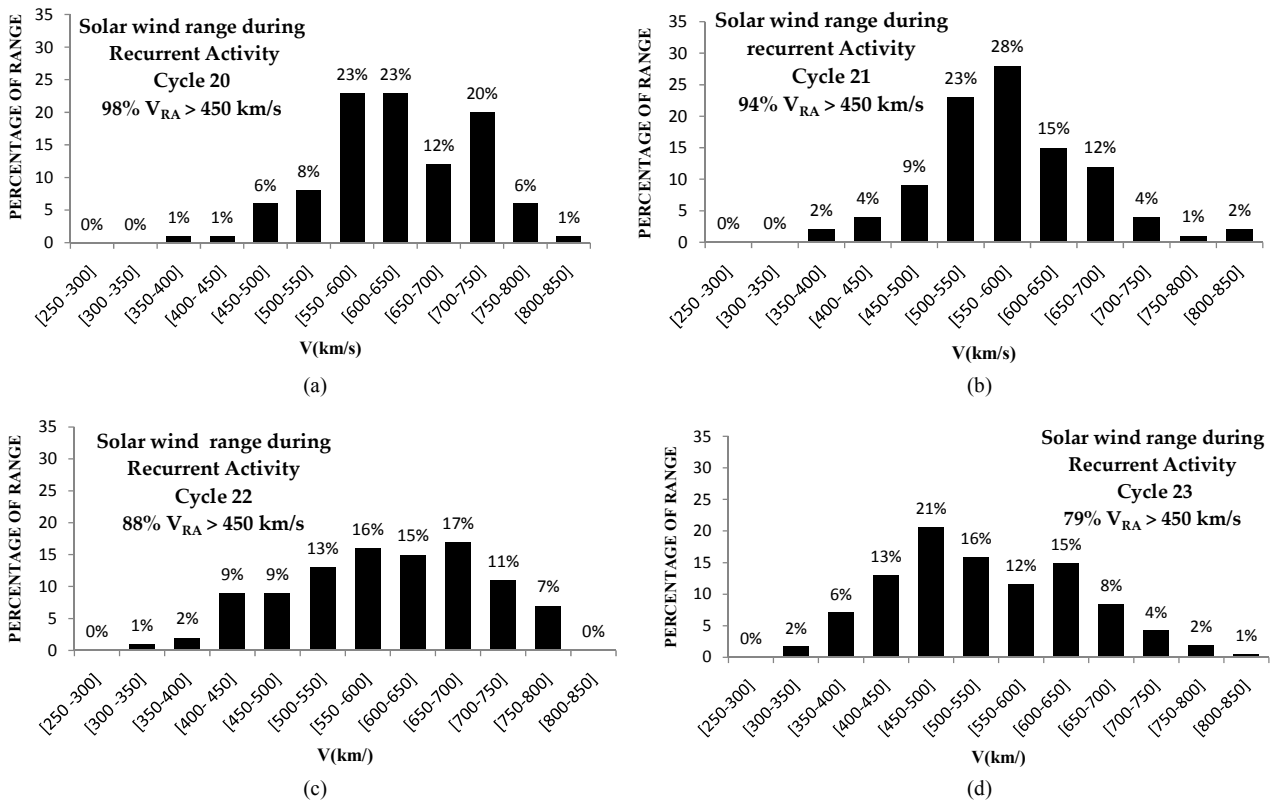 Solar wind range during
Recurrent Activity
Cycle 20
98% V_RA > 450 km/s
PERCENTAGE OF RANGE
35
30
25
20
15
10
5
0
0% 0% 1% 1% 6% 8% 23% 23% 12% 20% 6% 1%
[250 -300] [300 -350] [350-400] [400- 450] [450-500] [500-550] [550 -600] [600-650] [650-700] [700-750] [750-800] [800-850]
V(km/s)
(a)
Solar wind range during
recurrent Activity
Cycle 21
94% V_RA > 450 km/s
PERCENTAGE OF RANGE
35
30
25
20
15
10
5
0
0% 0% 2% 4% 9% 23% 28% 15% 12% 4% 1% 2%
[250 -300] [300 -350] [350-400] [400- 450] [450-500] [500-550] [550 -600] [600-650] [650-700] [700-750] [750-800] [800-850]
V(km/s)
(b)
Solar wind range during
Recurrent Activity
Cycle 22
88% V_RA > 450 km/s
PERCENTAGE OF RANGE
35
30
25
20
15
10
5
0
0% 1% 2% 9% 9% 13% 16% 15% 17% 11% 7% 0%
[250 -300] [300 -350] [350-400] [400- 450] [450-500] [500-550] [550 -600] [600-650] [650-700] [700-750] [750-800] [800-850]
V(km/)
(c)
Solar wind range during
Recurrent Activity
Cycle 23
79% V_RA > 450 km/s
PERCENTAGE OF RANGE
35
30
25
20
15
10
5
0
0% 2% 6% 13% 21% 16% 12% 15% 8% 4% 2% 1%
[250-300] [300-350] [350-400] [400-450] [450-500] [500-550] [550-600] [600-650] [650-700] [700-750] [750-800] [800-850]
V(km/)
(d)